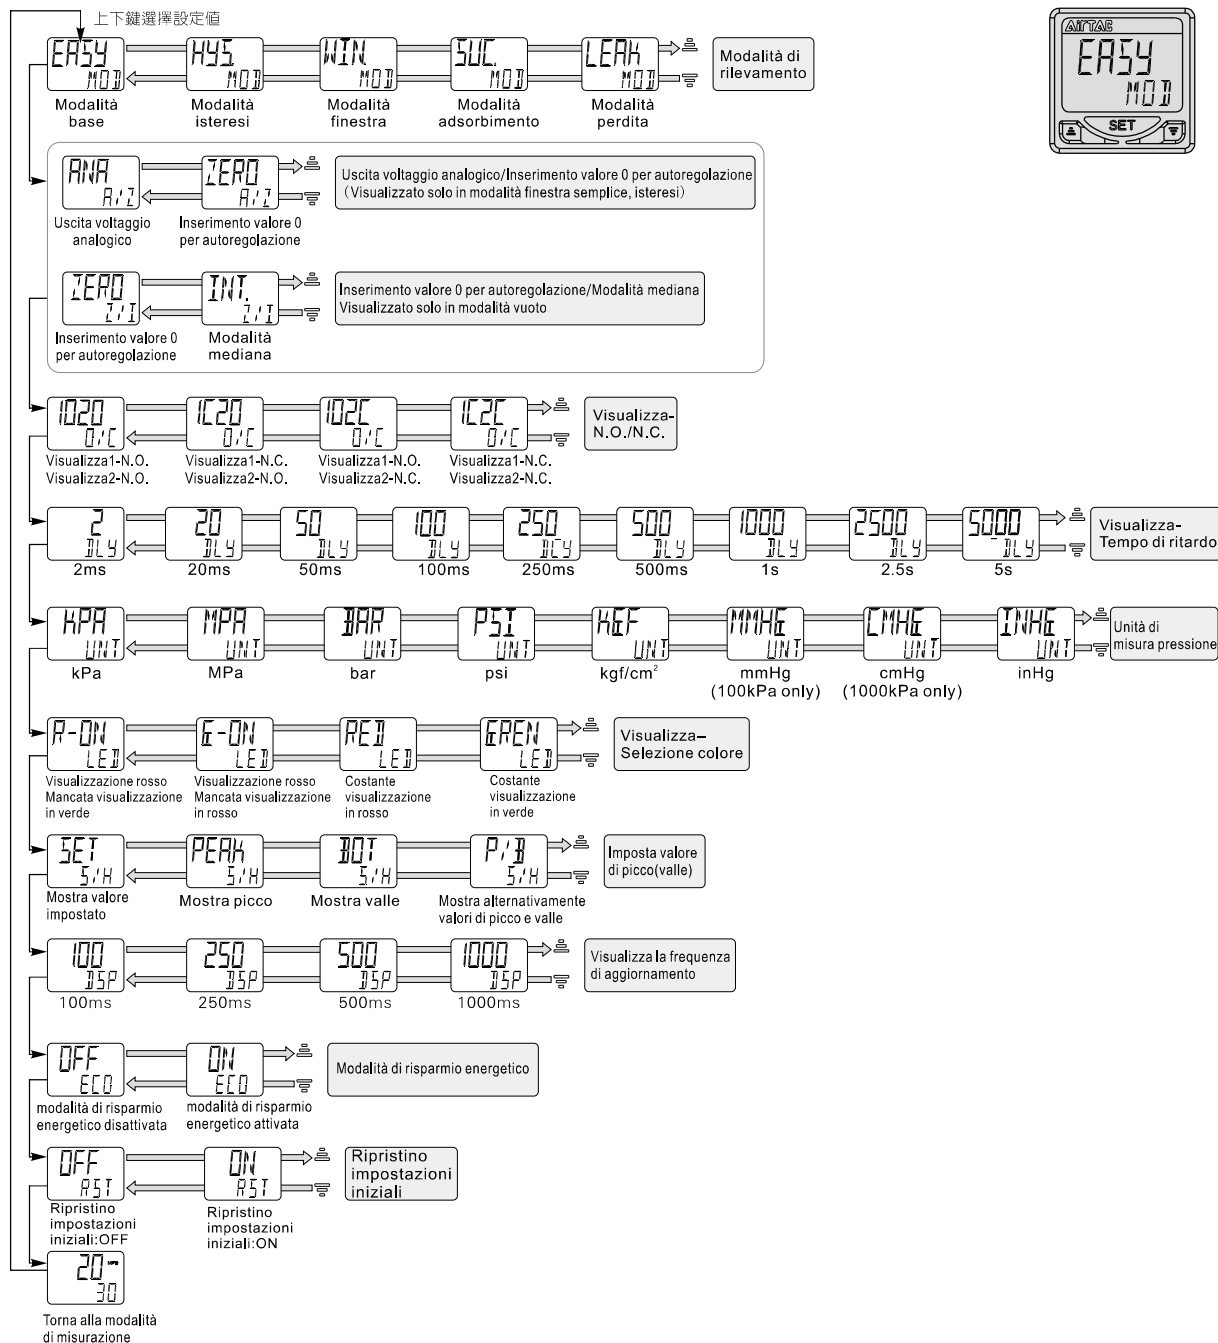 上下鍵選擇設定値
AirTAC
EASY
MOD
SET
EASY MOD
HYS. MOD
WIN. MOD
SUC. MOD
LEAK MOD
Modalità di
rilevamento
Modalità
base
Modalità
isteresi
Modalità
finestra
Modalità
adsorbimento
Modalità
perdita
ANA A/Z
ZERO A/Z
Uscita voltaggio analogico/Inserimento valore 0 per autoregolazione
(Visualizzato solo in modalità finestra semplice, isteresi)
Uscita voltaggio
analogico
Inserimento valore 0
per autoregolazione
ZERO Z/I
INT. Z/I
Inserimento valore 0 per autoregolazione/Modalità mediana
Visualizzato solo in modalità vuoto
Inserimento valore 0
per autoregolazione
Modalità
mediana
1O2O O/C
1C2O O/C
1O2C O/C
1C2C O/C
Visualizza-
N.O./N.C.
Visualizza1-N.O.
Visualizza2-N.O.
Visualizza1-N.C.
Visualizza2-N.O.
Visualizza1-N.O.
Visualizza2-N.C.
Visualizza1-N.C.
Visualizza2-N.C.
2 DLY
20 DLY
50 DLY
100 DLY
250 DLY
500 DLY
1000 DLY
2500 DLY
5000 DLY
Visualizza-
Tempo di ritardo
2ms
20ms
50ms
100ms
250ms
500ms
1s
2.5s
5s
KPA UNT
MPA UNT
BAR UNT
PSI UNT
KGF UNT
MMHG UNT
CMHG UNT
INHG UNT
Unità di
misura pressione
kPa
MPa
bar
psi
kgf/cm²
mmHg
(100kPa only)
cmHg
(1000kPa only)
inHg
R-ON LED
G-ON LED
RED LED
GREN LED
Visualizza–
Selezione colore
Visualizzazione rosso
Mancata visualizzazione
in verde
Visualizzazione rosso
Mancata visualizzazione
in rosso
Costante
visualizzazione
in rosso
Costante
visualizzazione
in verde
SET S/H
PEAK S/H
BOT S/H
P/B S/H
Imposta valore
di picco(valle)
Mostra valore
impostato
Mostra picco
Mostra valle
Mostra alternativamente
valori di picco e valle
100 DSP
250 DSP
500 DSP
1000 DSP
Visualizza la frequenza
di aggiornamento
100ms
250ms
500ms
1000ms
OFF ECO
ON ECO
Modalità di risparmio energetico
modalità di risparmio
energetico disattivata
modalità di risparmio
energetico attivata
OFF RST
ON RST
Ripristino
impostazioni
iniziali
Ripristino
impostazioni
iniziali:OFF
Ripristino
impostazioni
iniziali:ON
20
30
Torna alla modalità
di misurazione